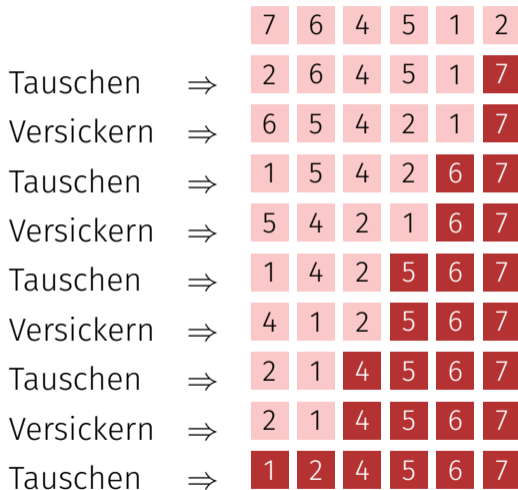 7 6 4 5 1 2
Tauschen ⇒ 2 6 4 5 1 7
Versickern ⇒ 6 5 4 2 1 7
Tauschen ⇒ 1 5 4 2 6 7
Versickern ⇒ 5 4 2 1 6 7
Tauschen ⇒ 1 4 2 5 6 7
Versickern ⇒ 4 1 2 5 6 7
Tauschen ⇒ 2 1 4 5 6 7
Versickern ⇒ 2 1 4 5 6 7
Tauschen ⇒ 1 2 4 5 6 7